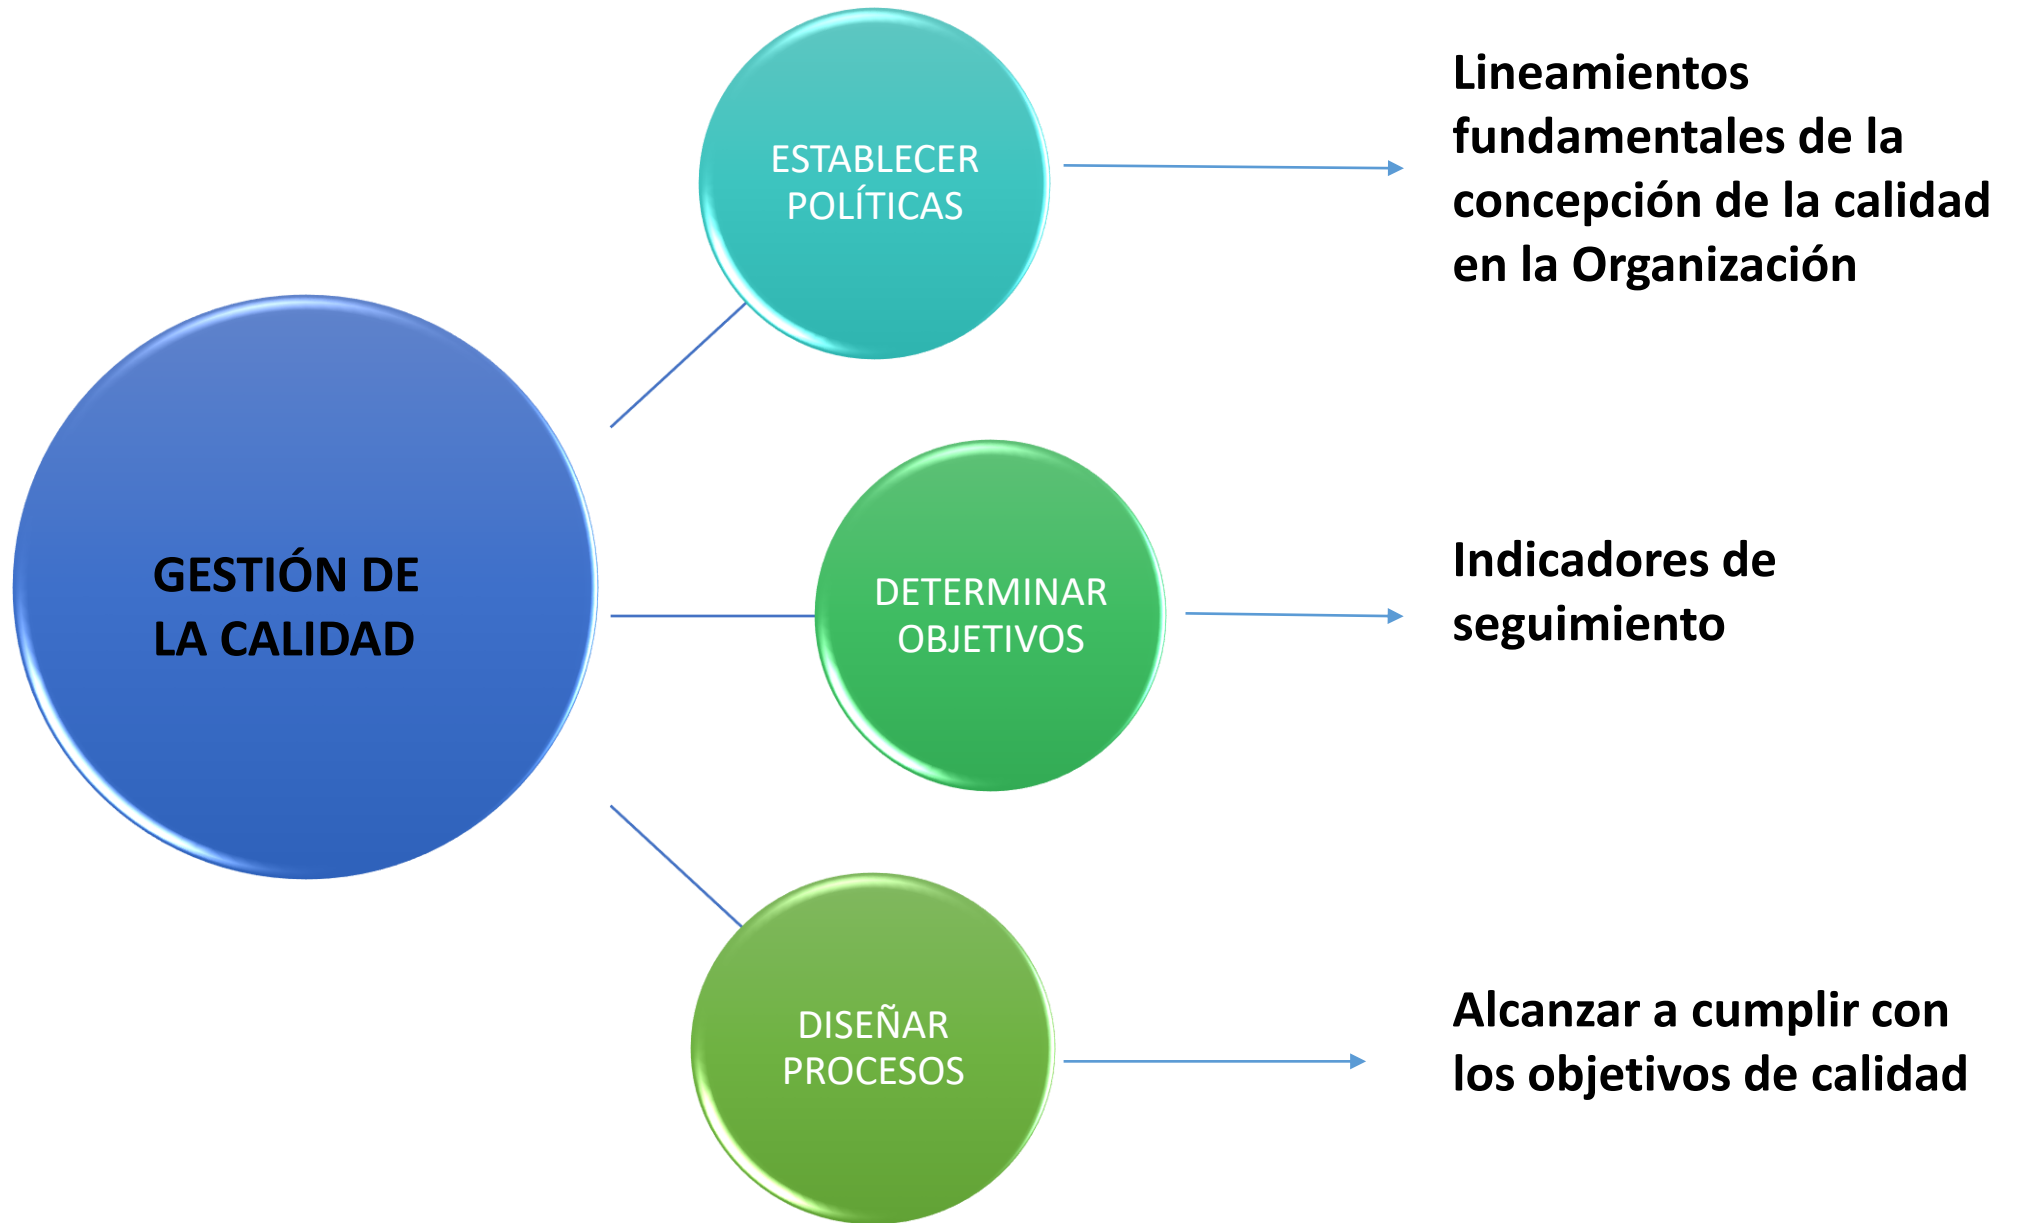 GESTIÓN DE
LA CALIDAD
ESTABLECER
POLÍTICAS
Lineamientos
fundamentales de la
concepción de la calidad
en la Organización
DETERMINAR
OBJETIVOS
Indicadores de
seguimiento
DISEÑAR
PROCESOS
Alcanzar a cumplir con
los objetivos de calidad